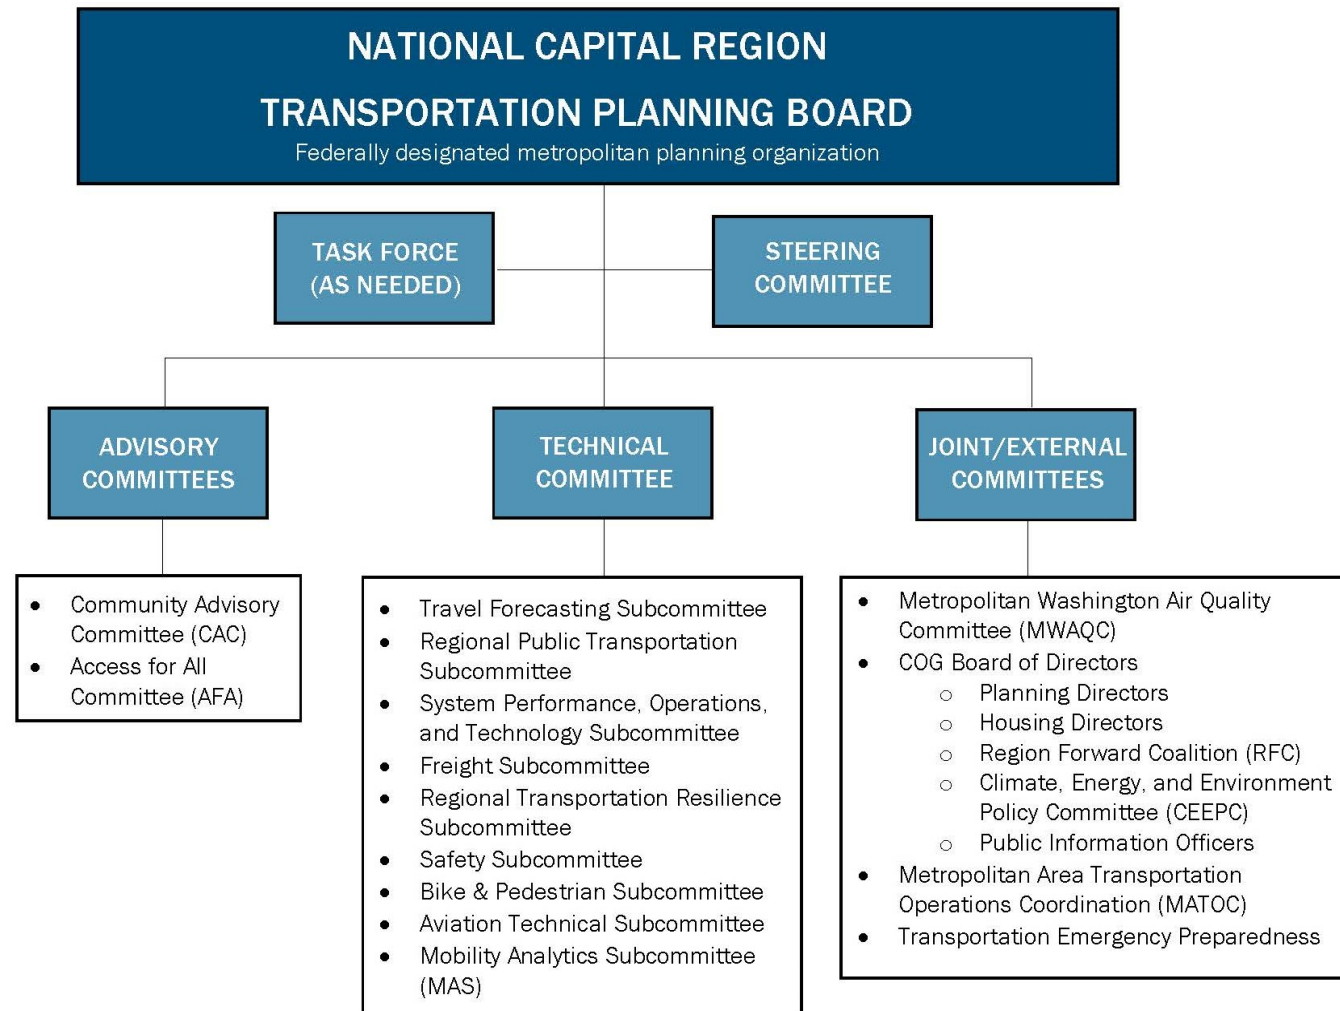 NATIONAL CAPITAL REGION
TRANSPORTATION PLANNING BOARD
Federally designated metropolitan planning organization
TASK FORCE
(AS NEEDED)
STEERING
COMMITTEE
ADVISORY
COMMITTEES
TECHNICAL
COMMITTEE
JOINT/EXTERNAL
COMMITTEES
• Community Advisory
Committee (CAC)
• Access for All
Committee (AFA)
• Travel Forecasting Subcommittee
• Regional Public Transportation
Subcommittee
• System Performance, Operations,
and Technology Subcommittee
• Freight Subcommittee
• Regional Transportation Resilience
Subcommittee
• Safety Subcommittee
• Bike & Pedestrian Subcommittee
• Aviation Technical Subcommittee
• Mobility Analytics Subcommittee
(MAS)
• Metropolitan Washington Air Quality
Committee (MWAQC)
• COG Board of Directors
o Planning Directors
o Housing Directors
o Region Forward Coalition (RFC)
o Climate, Energy, and Environment
Policy Committee (CEEPC)
o Public Information Officers
• Metropolitan Area Transportation
Operations Coordination (MATOC)
• Transportation Emergency Preparedness